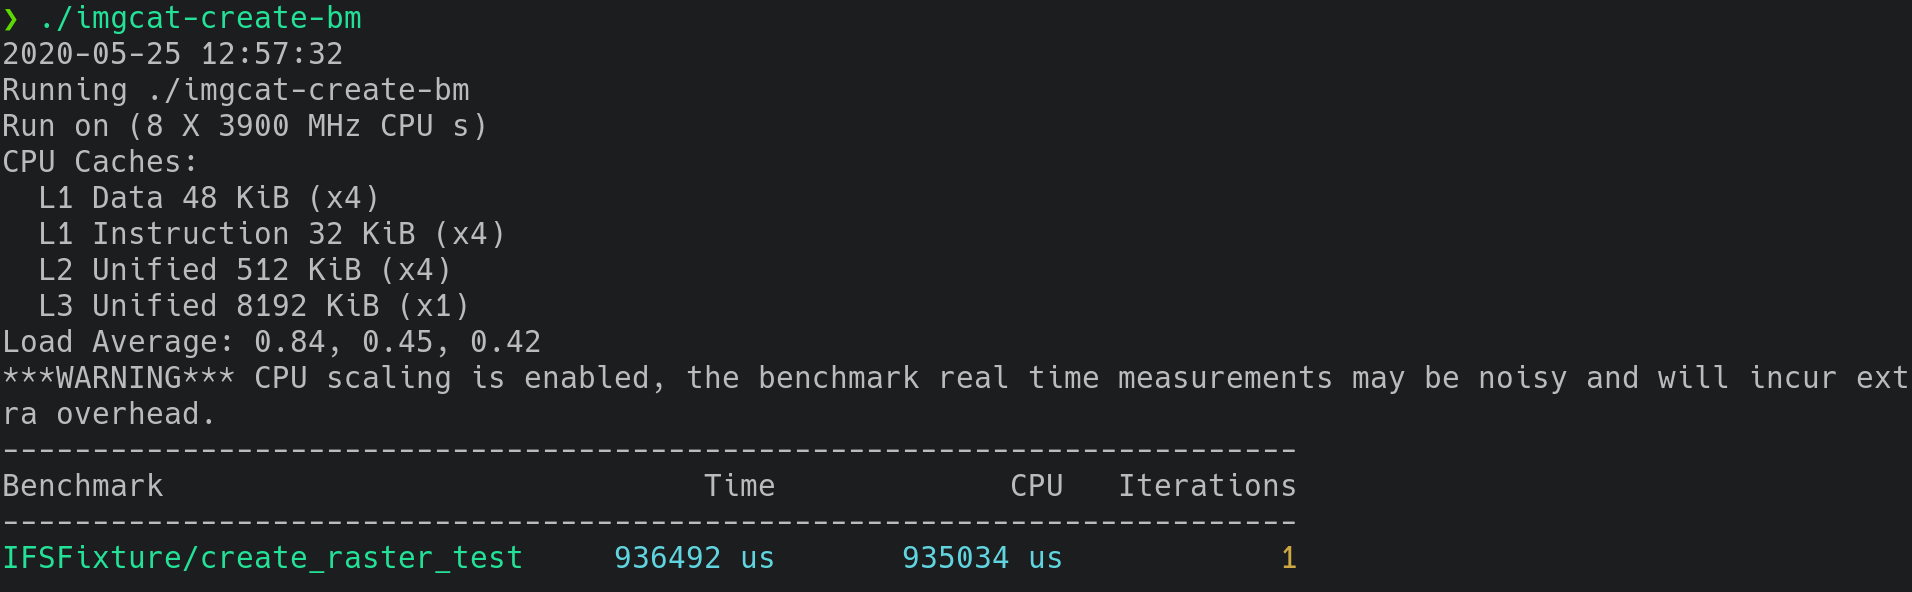 ❯ ./imgcat-create-bm
2020-05-25 12:57:32
Running ./imgcat-create-bm
Run on (8 X 3900 MHz CPU s)
CPU Caches:
  L1 Data 48 KiB (x4)
  L1 Instruction 32 KiB (x4)
  L2 Unified 512 KiB (x4)
  L3 Unified 8192 KiB (x1)
Load Average: 0.84, 0.45, 0.42
***WARNING*** CPU scaling is enabled, the benchmark real time measurements may be noisy and will incur ext
ra overhead.
------------------------------------------------------------------------
Benchmark                              Time             CPU   Iterations
------------------------------------------------------------------------
IFSFixture/create_raster_test     936492 us       935034 us            1